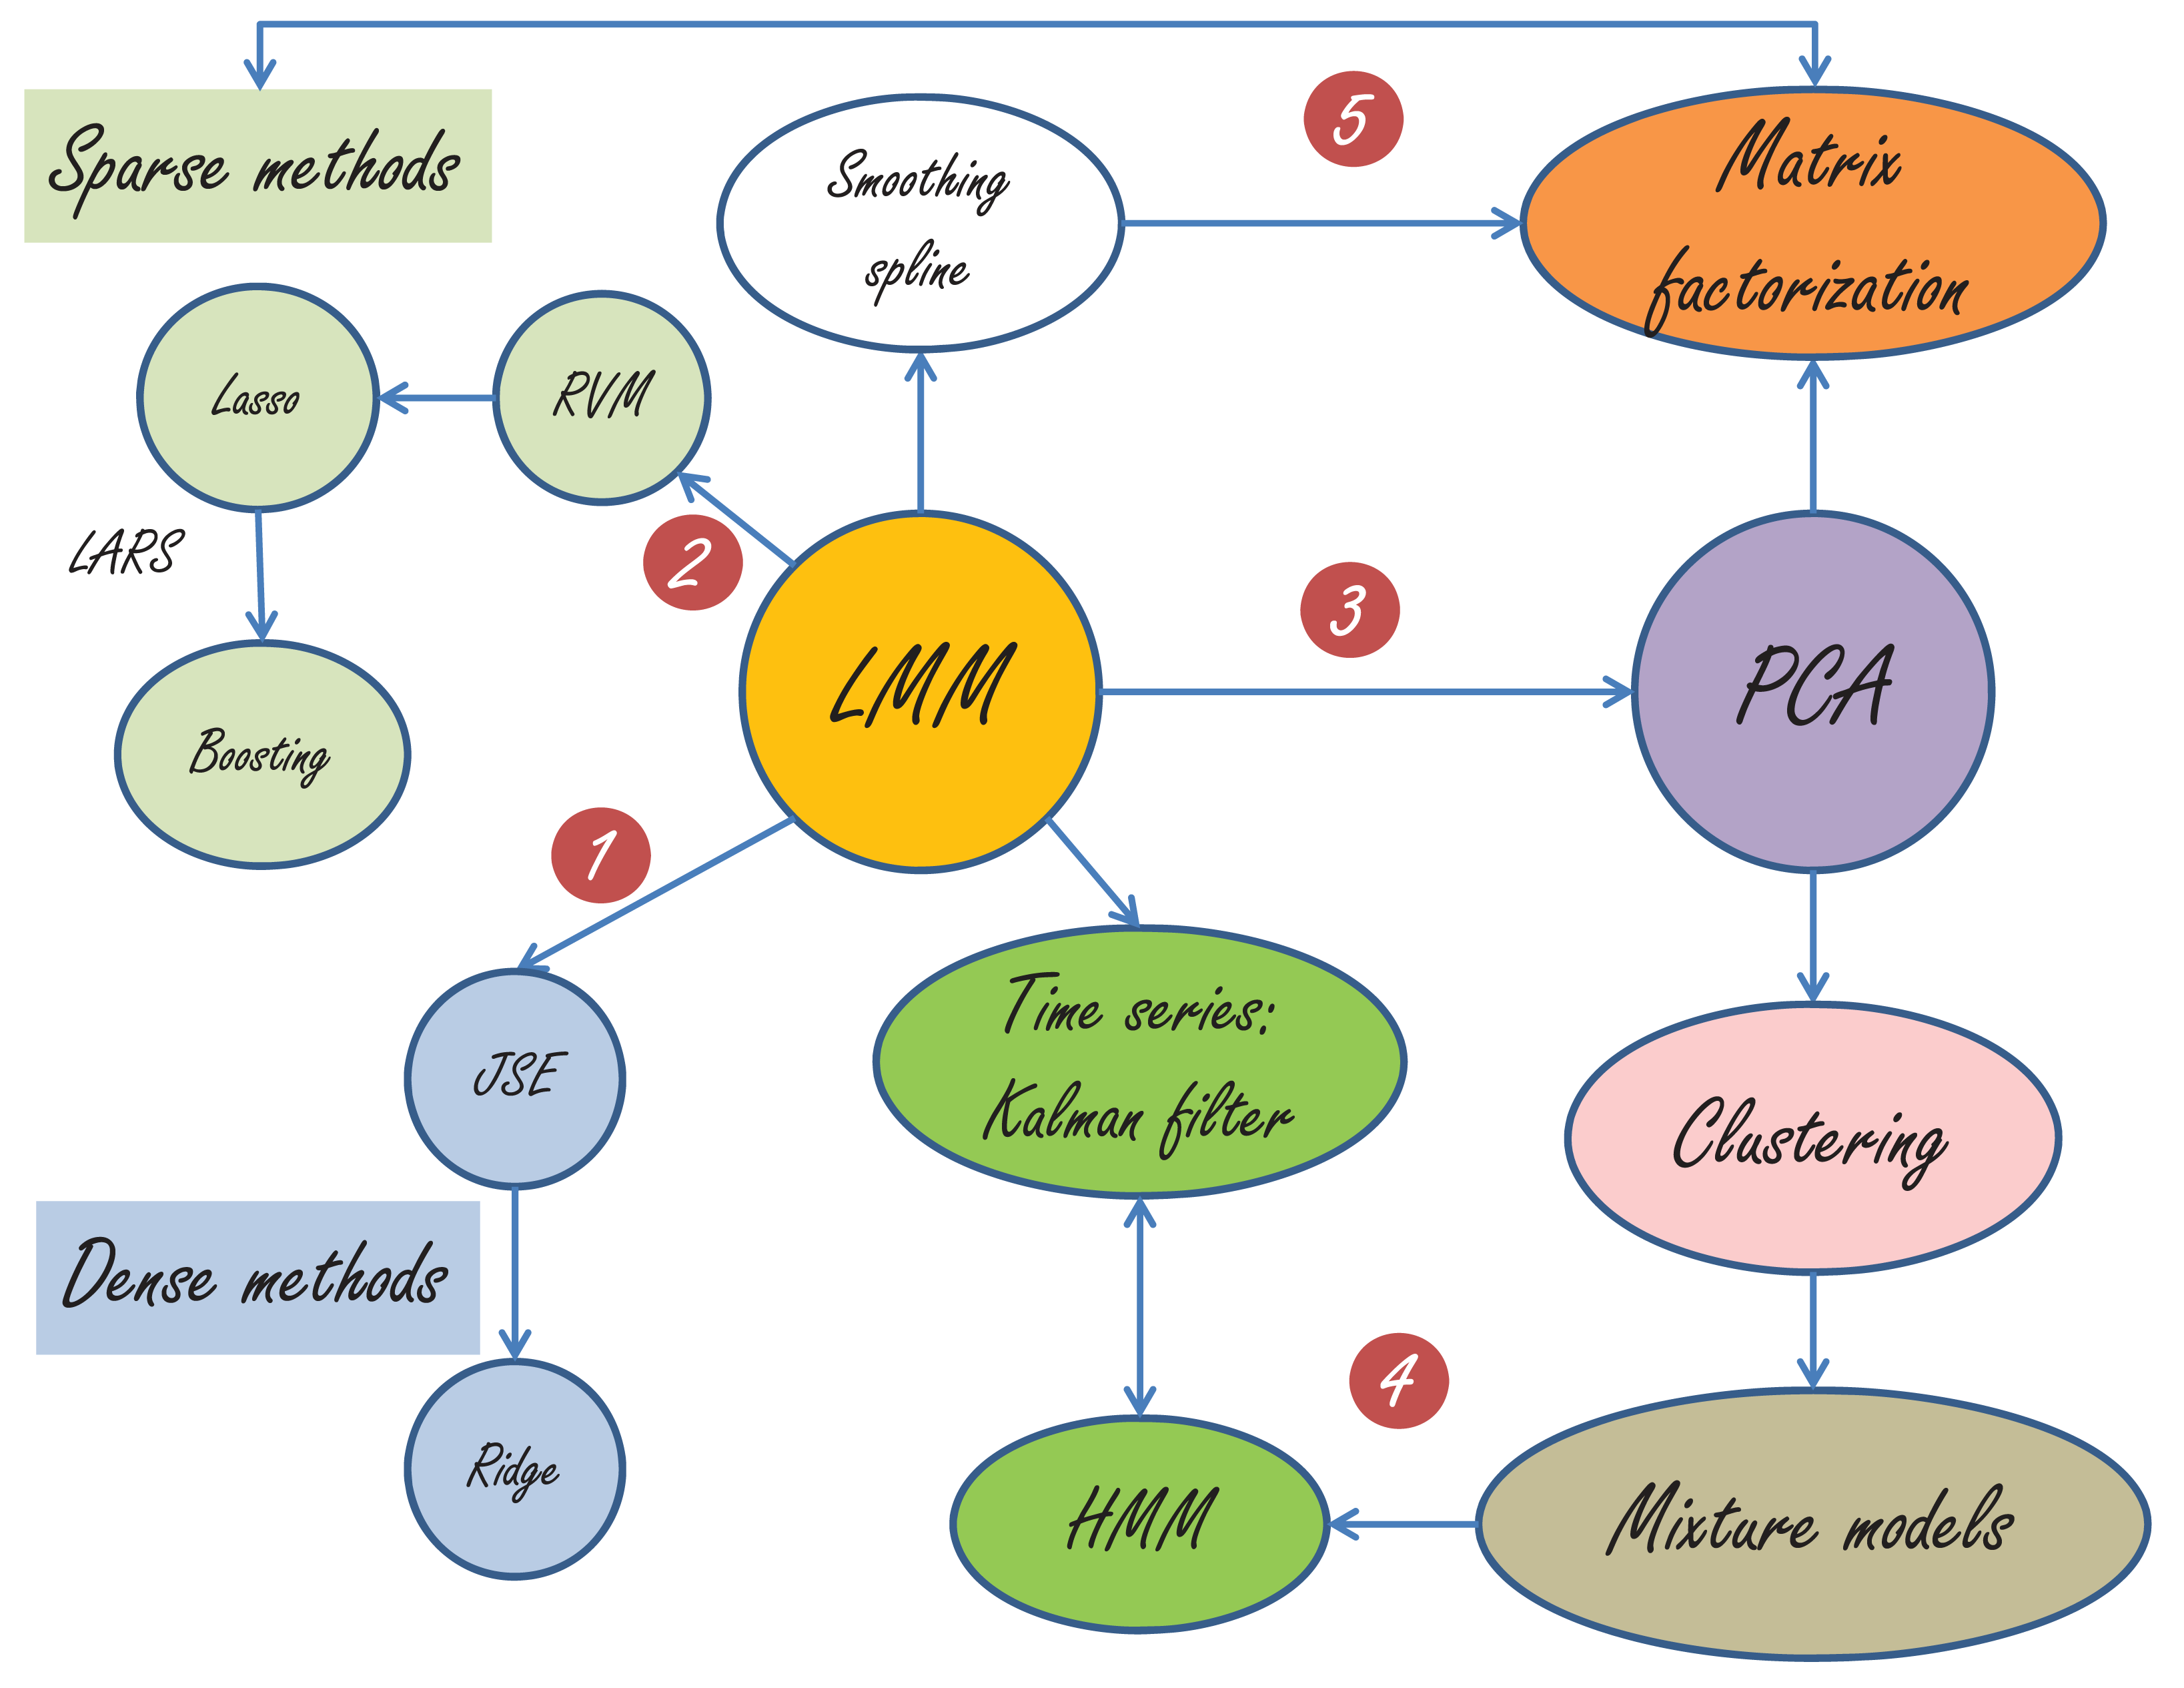 5
Sparse methods
Smoothing
spline
Matrix
factorization
Lasso
RVM
LARS
2
3
LMM
PCA
Boosting
1
Time series:
Kalman filter
JSE
Clustering
Dense methods
4
Ridge
HMM
Mixture models